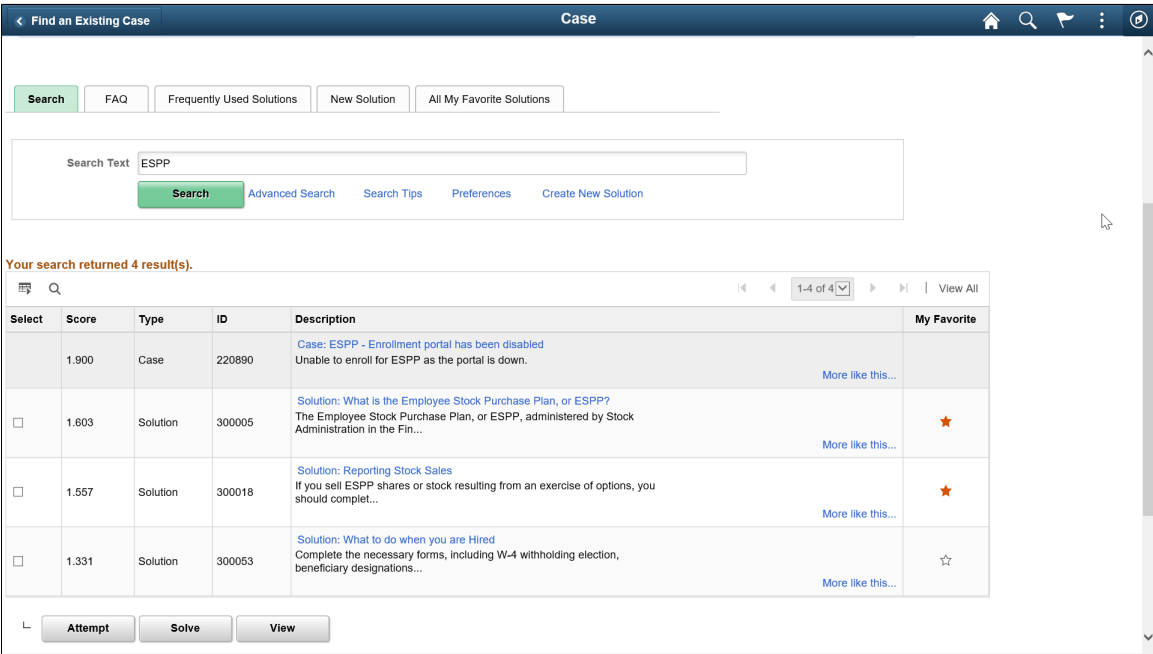 Find an Existing Case
Case
Search
FAQ
Frequently Used Solutions
New Solution
All My Favorite Solutions
Search Text
ESPP
Search
Advanced Search
Search Tips
Preferences
Create New Solution
Your search returned 4 result(s).
1-4 of 4
View All
Select Score Type ID Description My Favorite
1.900 Case 220890
Case: ESPP - Enrollment portal has been disabled
Unable to enroll for ESPP as the portal is down.
More like this...
1.603 Solution 300005
Solution: What is the Employee Stock Purchase Plan, or ESPP?
The Employee Stock Purchase Plan, or ESPP, administered by Stock
Administration in the Fin...
More like this...
1.557 Solution 300018
Solution: Reporting Stock Sales
If you sell ESPP shares or stock resulting from an exercise of options, you
should complet...
More like this...
1.331 Solution 300053
Solution: What to do when you are Hired
Complete the necessary forms, including W-4 withholding election,
beneficiary designations...
More like this...
Attempt
Solve
View